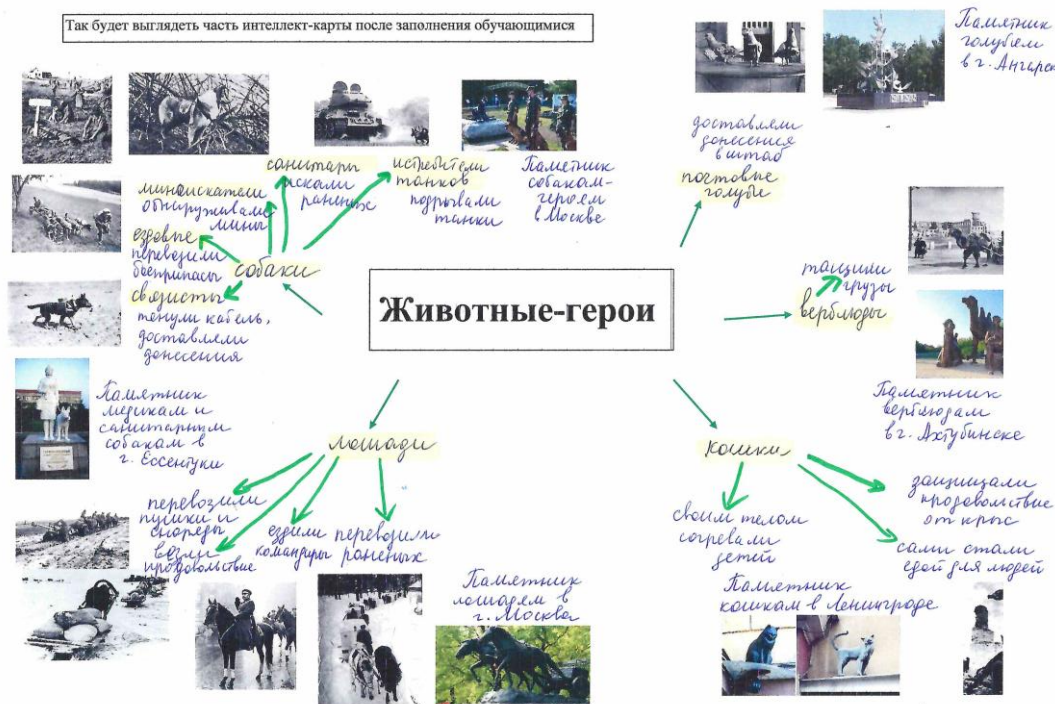 Так будет выглядеть часть интеллект-карты после заполнения обучающимися
Животные-герои
собаки
миноискатели
обнаруживали
мины
санитары
искали
раненых
истребители
танков
подрывали
танки
Памятник
собакам-
героям
в Москве
ездовые
перевозили
боеприпасы
связисты
тянули кабель,
доставляли
донесения
Памятник
медикам и
санитарным
собакам в
г. Ессентуки
доставляли
донесения
в штаб
почтовые
голуби
Памятник
голубям
в г. Ангарск
тащили
грузы
верблюды
Памятник
верблюдам
в г. Ахтубинске
лошади
перевозили
пушки и
снаряды
везли
продовольствие
ездили
командиры
перевозили
раненых
Памятник
лошадям в
г. Москва
кошки
своим телом
согревали
детей
защищали
продовольствие
от крыс
сами стали
едой для людей
Памятник
кошкам в Ленинграде